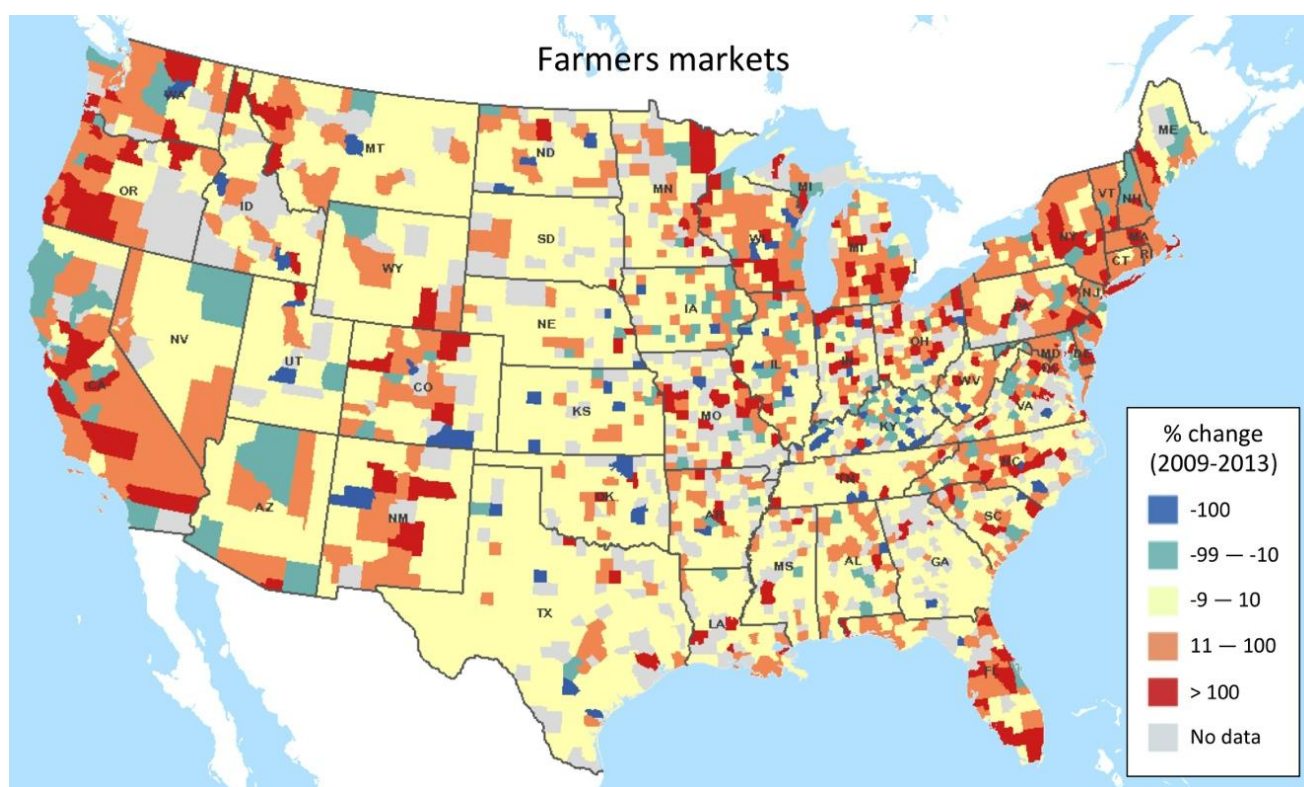 Farmers markets
WA
MT
ND
MN
ME
OR
ID
SD
WI
MI
MI
VT
NH
NY
MA
CT
RI
WY
IA
NE
NV
UT
CO
KS
MO
IL
IN
OH
PA
NJ
MD
DE
DC
WV
VA
KY
CA
AZ
NM
OK
AR
TN
NC
SC
MS
AL
GA
TX
LA
FL
% change
(2009-2013)
-100
-99 — -10
-9 — 10
11 — 100
> 100
No data